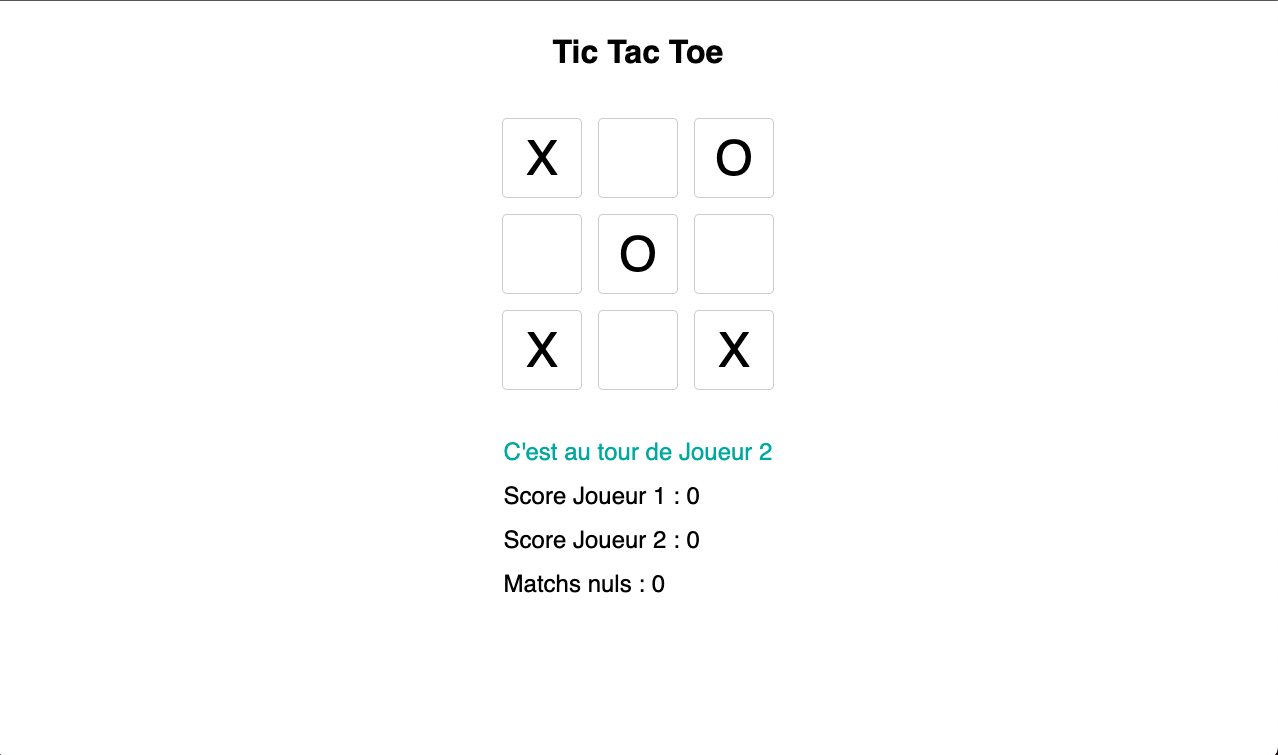 Tic Tac Toe
X O
O
X X
C'est au tour de Joueur 2
Score Joueur 1 : 0
Score Joueur 2 : 0
Matchs nuls : 0